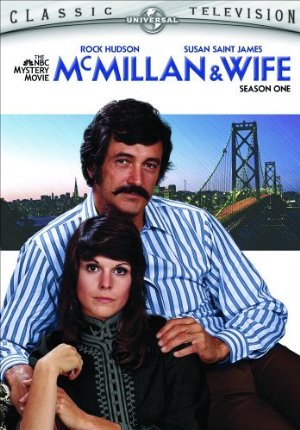 CLASSIC UNIVERSAL TELEVISION
ROCK HUDSON SUSAN SAINT JAMES
THE NBC
MYSTERY MOVIE
McMILLAN & WIFE
SEASON ONE